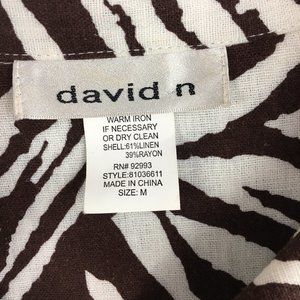 david n
WARM IRON
IF NECESSARY
OR DRY CLEAN
SHELL:61%LINEN
39%RAYON
RN# 92993
STYLE:81036611
MADE IN CHINA
SIZE: M